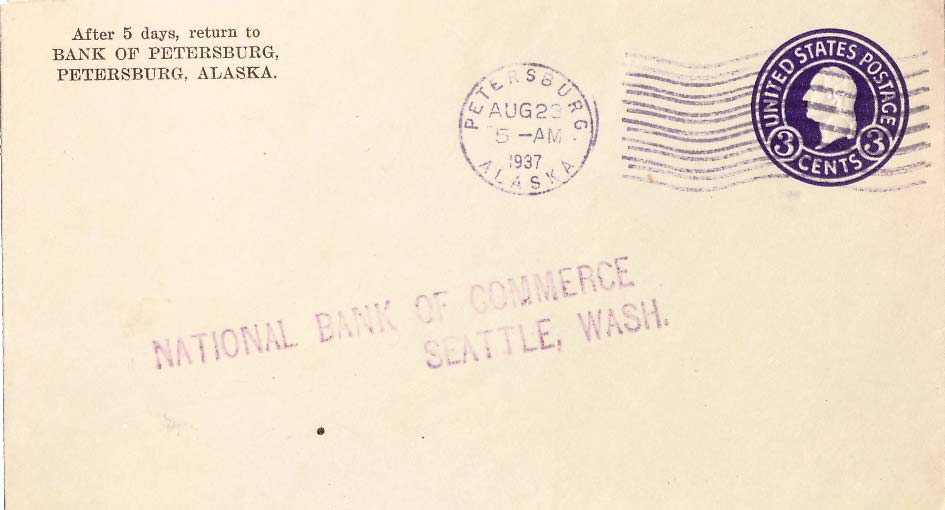 After 5 days, return to
BANK OF PETERSBURG,
PETERSBURG, ALASKA.
PETERSBURG
AUG 23
5 - AM
1937
ALASKA
UNITED STATES POSTAGE
3 3
CENTS
NATIONAL BANK OF COMMERCE
SEATTLE, WASH.